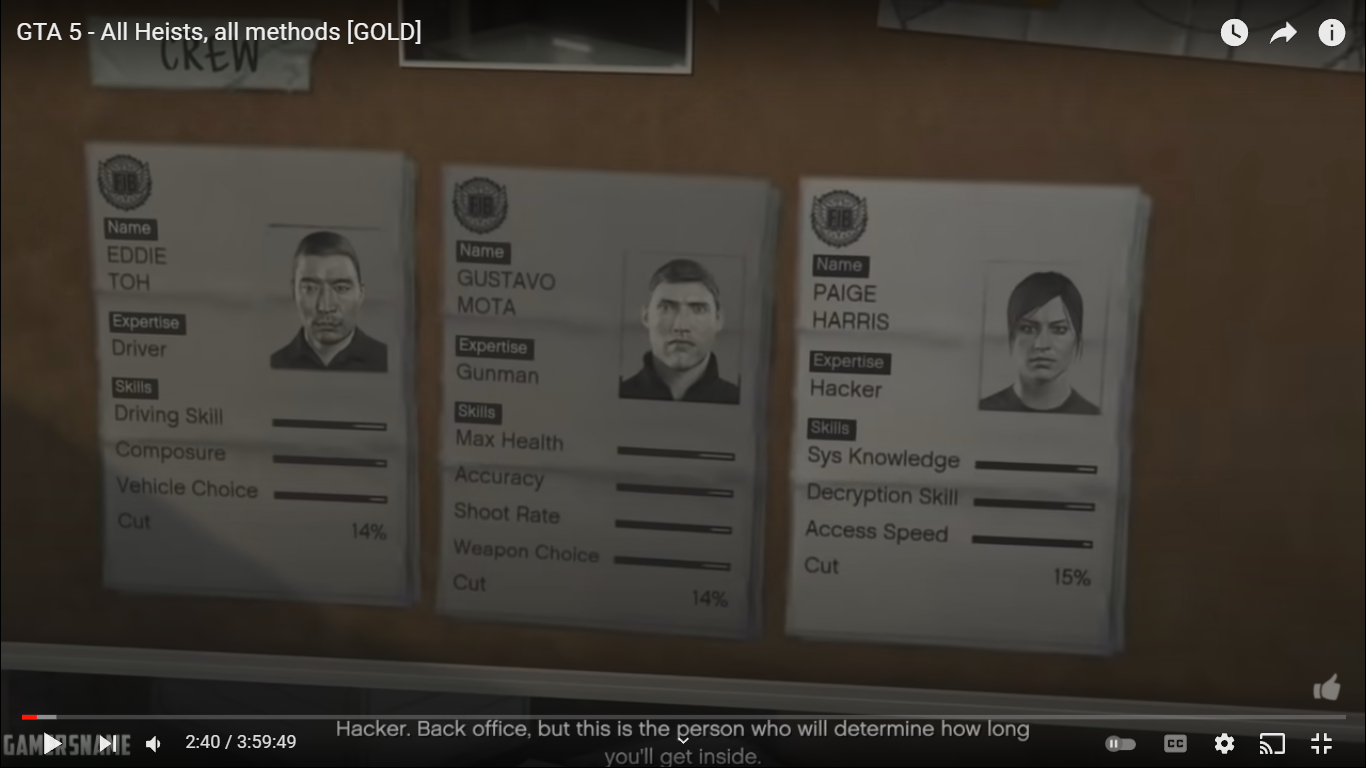 GTA 5 - All Heists, all methods [GOLD]
CREW
FIB
Name
EDDIE
TOH
Expertise
Driver
Skills
Driving Skill
Composure
Vehicle Choice
Cut 14%
FIB
Name
GUSTAVO
MOTA
Expertise
Gunman
Skills
Max Health
Accuracy
Shoot Rate
Weapon Choice
Cut 14%
FIB
Name
PAIGE
HARRIS
Expertise
Hacker
Skills
Sys Knowledge
Decryption Skill
Access Speed
Cut 15%
Hacker. Back office, but this is the person who will determine how long
you'll get inside.
2:40 / 3:59:49
CC